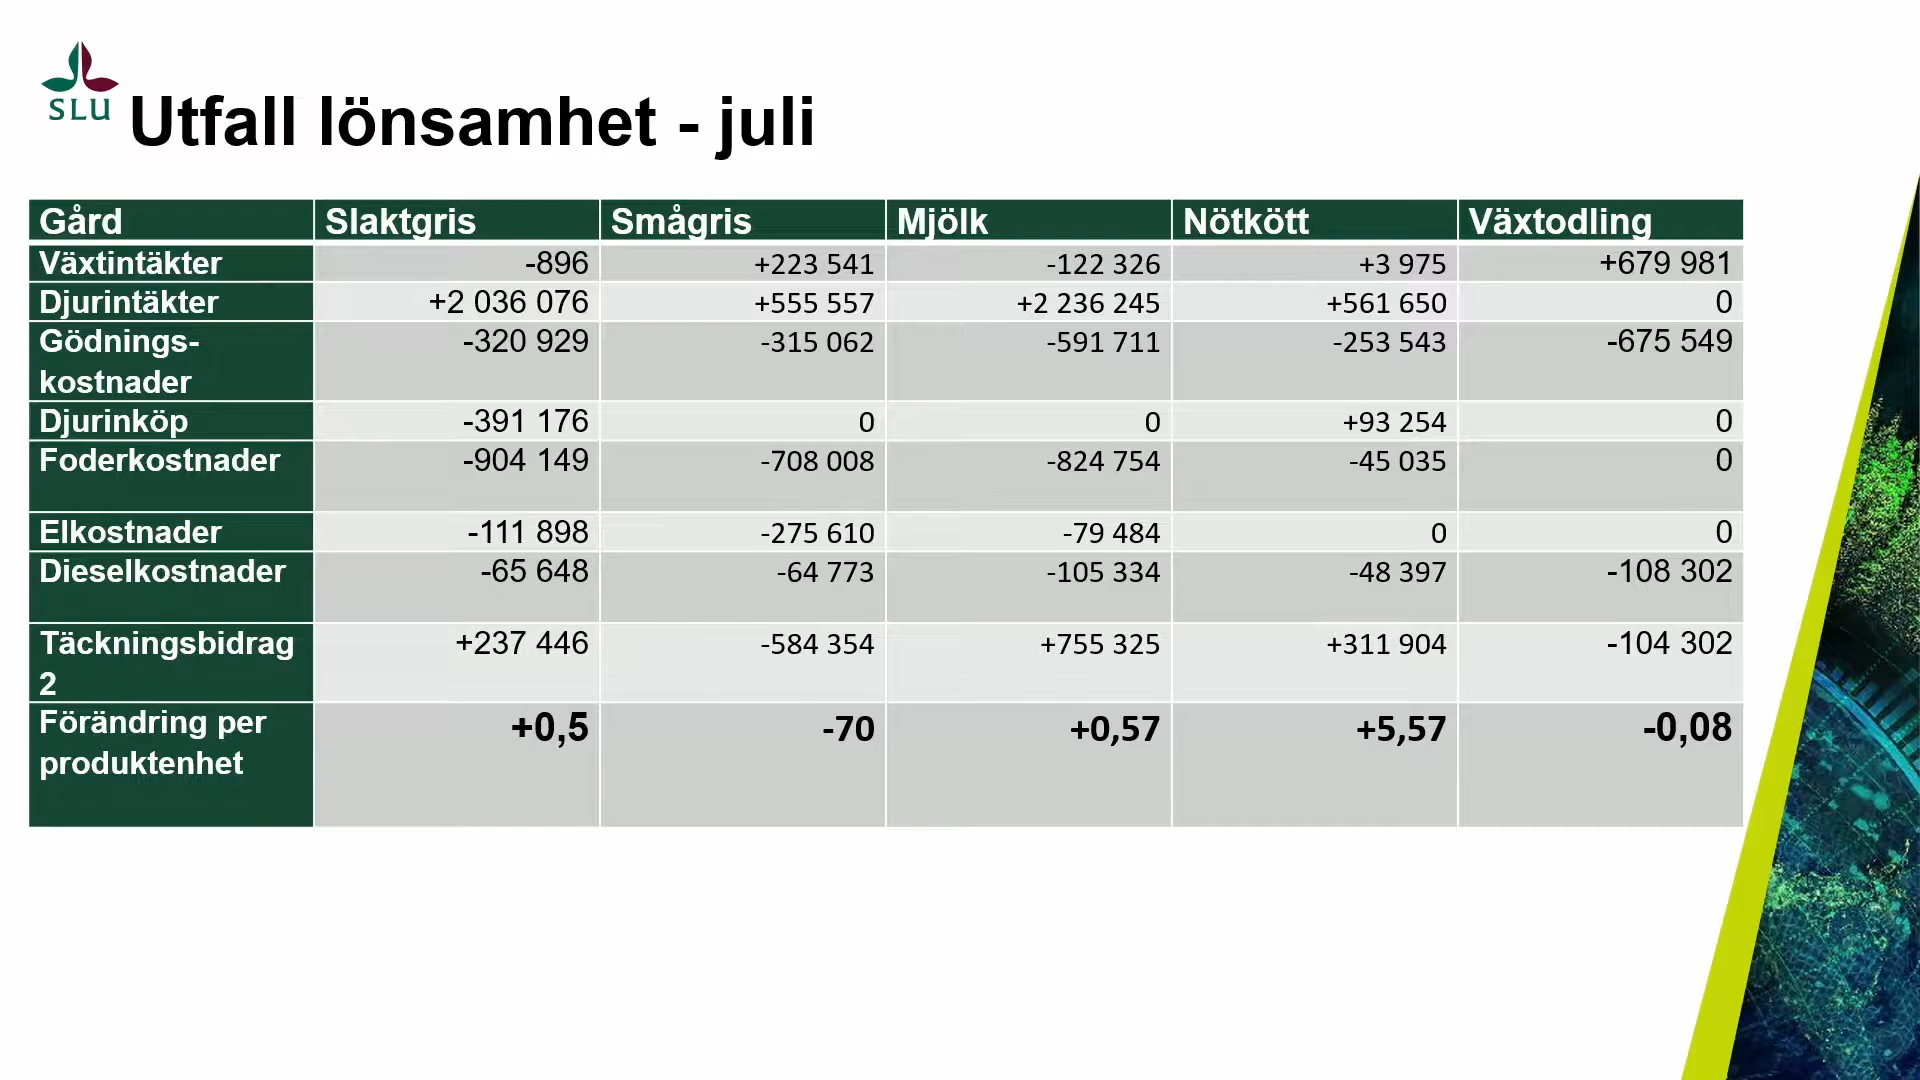 SLU
Utfall lönsamhet - juli
Gård Slaktgris Smågris Mjölk Nötkött Växtodling
Växtintäkter -896 +223 541 -122 326 +3 975 +679 981
Djurintäkter +2 036 076 +555 557 +2 236 245 +561 650 0
Gödnings- -320 929 -315 062 -591 711 -253 543 -675 549
kostnader
Djurinköp -391 176 0 0 +93 254 0
Foderkostnader -904 149 -708 008 -824 754 -45 035 0
Elkostnader -111 898 -275 610 -79 484 0 0
Dieselkostnader -65 648 -64 773 -105 334 -48 397 -108 302
Täckningsbidrag +237 446 -584 354 +755 325 +311 904 -104 302
2
Förändring per +0,5 -70 +0,57 +5,57 -0,08
produktenhet